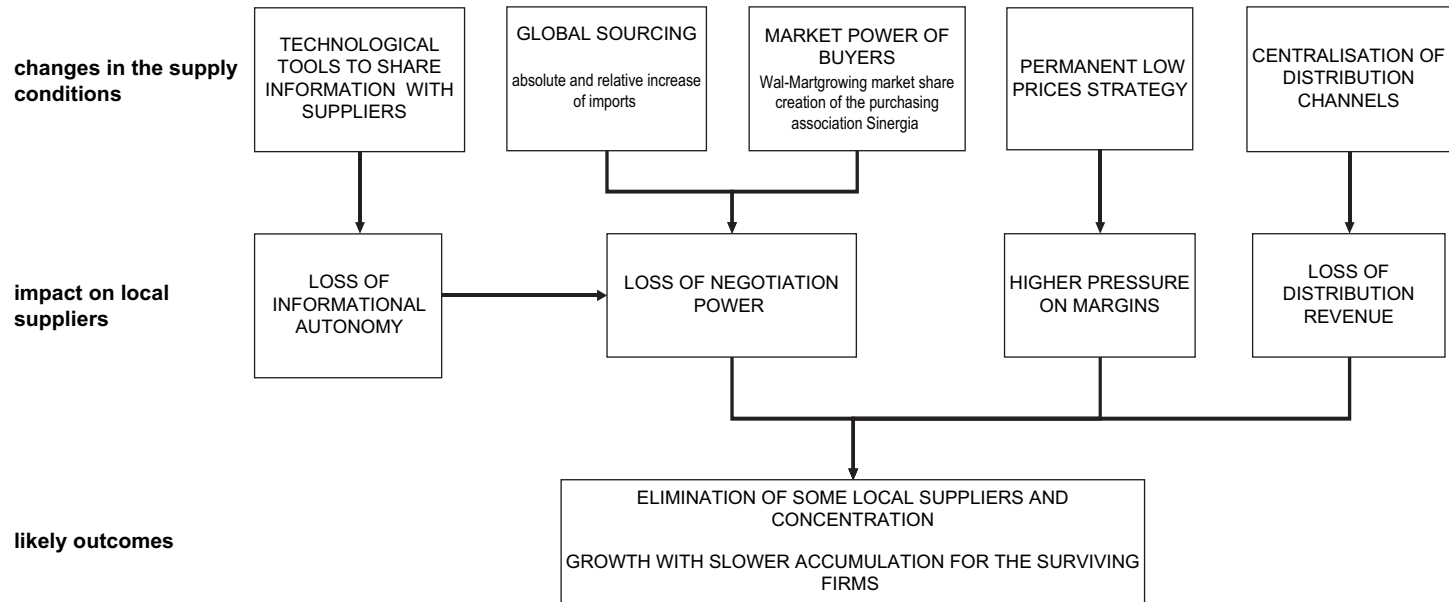 changes in the supply
conditions
TECHNOLOGICAL
TOOLS TO SHARE
INFORMATION WITH
SUPPLIERS
GLOBAL SOURCING
absolute and relative increase
of imports
MARKET POWER OF
BUYERS
Wal-Martgrowing market share
creation of the purchasing
association Sinergia
PERMANENT LOW
PRICES STRATEGY
CENTRALISATION OF
DISTRIBUTION
CHANNELS
impact on local
suppliers
LOSS OF
INFORMATIONAL
AUTONOMY
LOSS OF NEGOTIATION
POWER
HIGHER PRESSURE
ON MARGINS
LOSS OF
DISTRIBUTION
REVENUE
likely outcomes
ELIMINATION OF SOME LOCAL SUPPLIERS AND
CONCENTRATION
GROWTH WITH SLOWER ACCUMULATION FOR THE SURVIVING
FIRMS